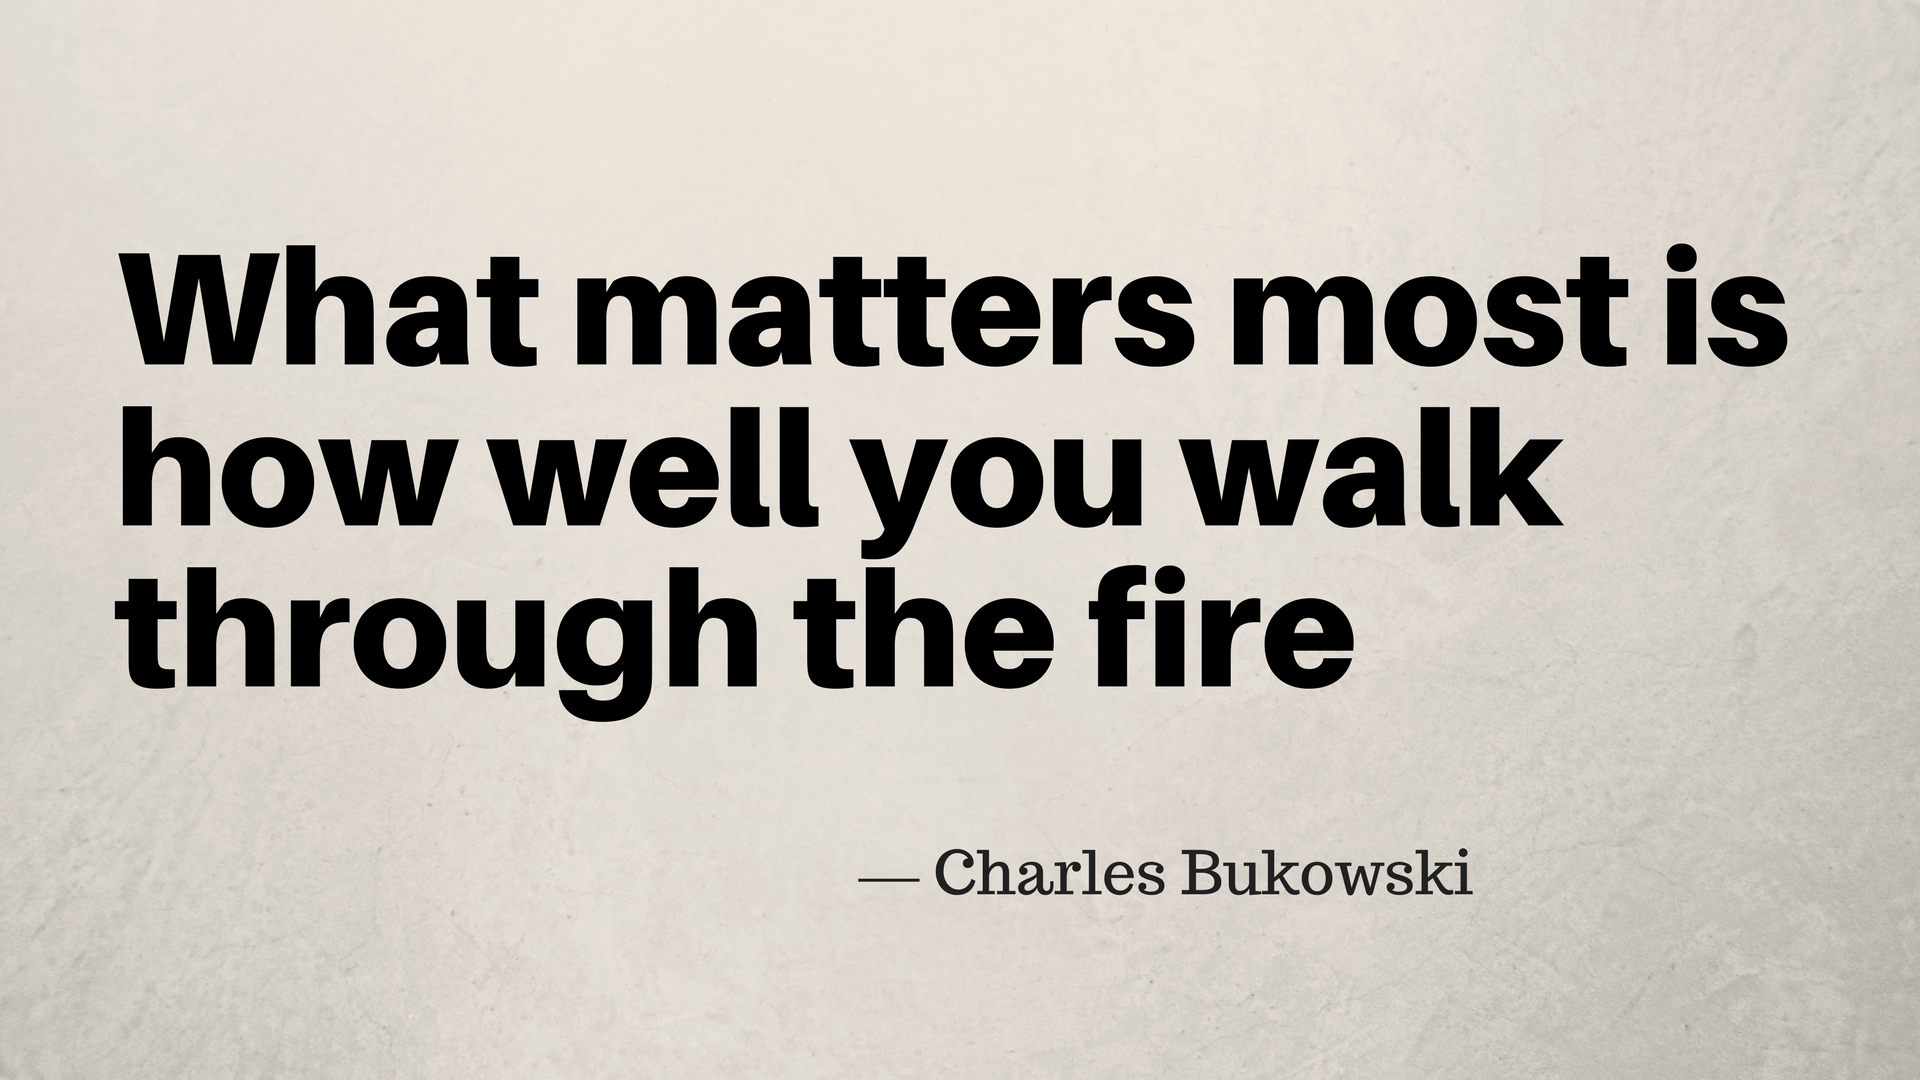 What matters most is
how well you walk
through the fire
— Charles Bukowski